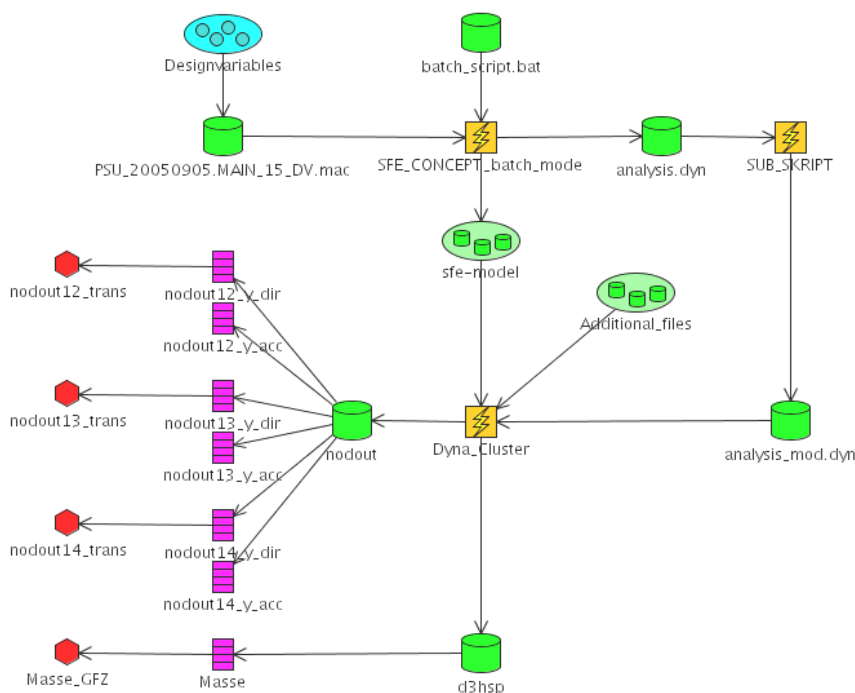 Designvariables
batch_script.bat
PSU_20050905.MAIN_15_DV.mac
SFE_CONCEPT_batch_mode
analysis.dyn
SUB_SKRIPT
sfe-model
nodout12_trans
nodout12_y_dir
Additional_files
nodout12_y_acc
nodout13_trans
nodout13_y_dir
nodout
Dyna_Cluster
analysis_mod.dyn
nodout13_y_acc
nodout14_trans
nodout14_y_dir
nodout14_y_acc
Masse_GFZ
Masse
d3hsp